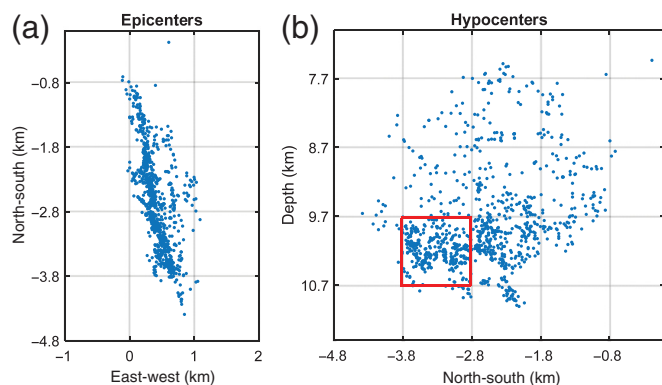 (a)
Epicenters
−0.8
−1.8
−2.8
−3.8
−4.8
−1
0
1
2
North-south (km)
East-west (km)
(b)
Hypocenters
7.7
8.7
9.7
10.7
−4.8
−3.8
−2.8
−1.8
−0.8
Depth (km)
North-south (km)